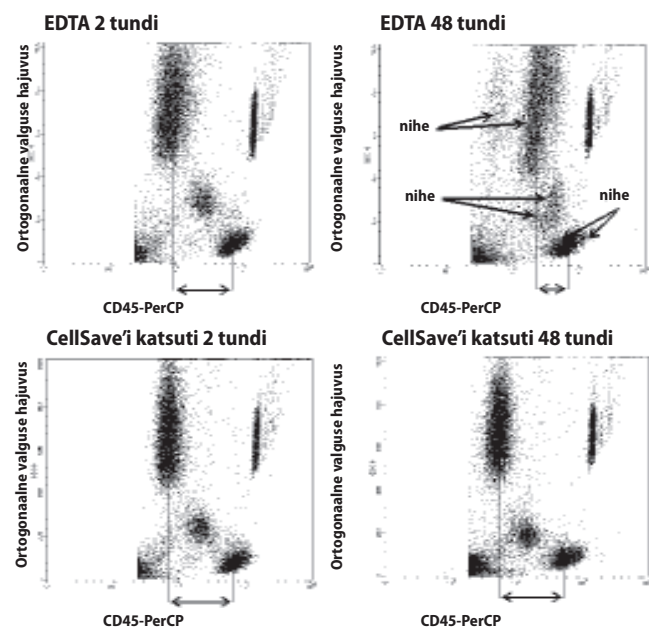 EDTA 2 tundi
Ortogonaalne valguse hajuvus
CD45-PerCP
EDTA 48 tundi
Ortogonaalne valguse hajuvus
nihe
nihe
nihe
CD45-PerCP
CellSave'i katsuti 2 tundi
Ortogonaalne valguse hajuvus
CD45-PerCP
CellSave'i katsuti 48 tundi
Ortogonaalne valguse hajuvus
CD45-PerCP